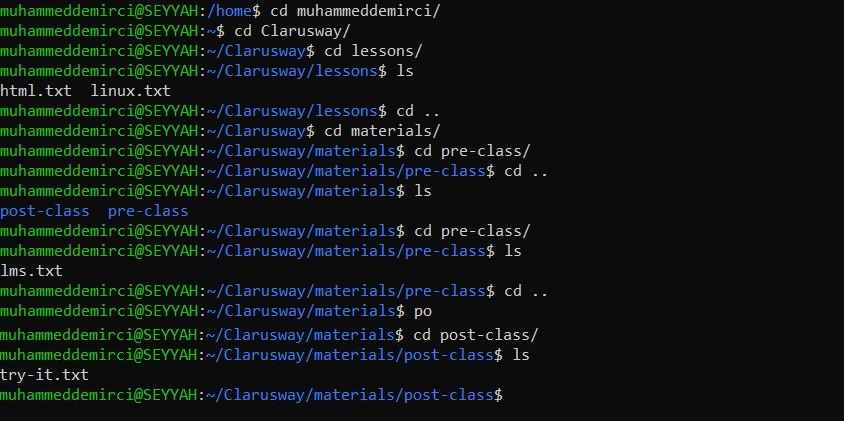 muhammeddemirci@SEYYAH:/home$ cd muhammeddemirci/
muhammeddemirci@SEYYAH:~$ cd Clarusway/
muhammeddemirci@SEYYAH:~/Clarusway$ cd lessons/
muhammeddemirci@SEYYAH:~/Clarusway/lessons$ ls
html.txt  linux.txt
muhammeddemirci@SEYYAH:~/Clarusway/lessons$ cd ..
muhammeddemirci@SEYYAH:~/Clarusway$ cd materials/
muhammeddemirci@SEYYAH:~/Clarusway/materials$ cd pre-class/
muhammeddemirci@SEYYAH:~/Clarusway/materials/pre-class$ cd ..
muhammeddemirci@SEYYAH:~/Clarusway/materials$ ls
post-class  pre-class
muhammeddemirci@SEYYAH:~/Clarusway/materials$ cd pre-class/
muhammeddemirci@SEYYAH:~/Clarusway/materials/pre-class$ ls
lms.txt
muhammeddemirci@SEYYAH:~/Clarusway/materials/pre-class$ cd ..
muhammeddemirci@SEYYAH:~/Clarusway/materials$ po
muhammeddemirci@SEYYAH:~/Clarusway/materials$ cd post-class/
muhammeddemirci@SEYYAH:~/Clarusway/materials/post-class$ ls
try-it.txt
muhammeddemirci@SEYYAH:~/Clarusway/materials/post-class$